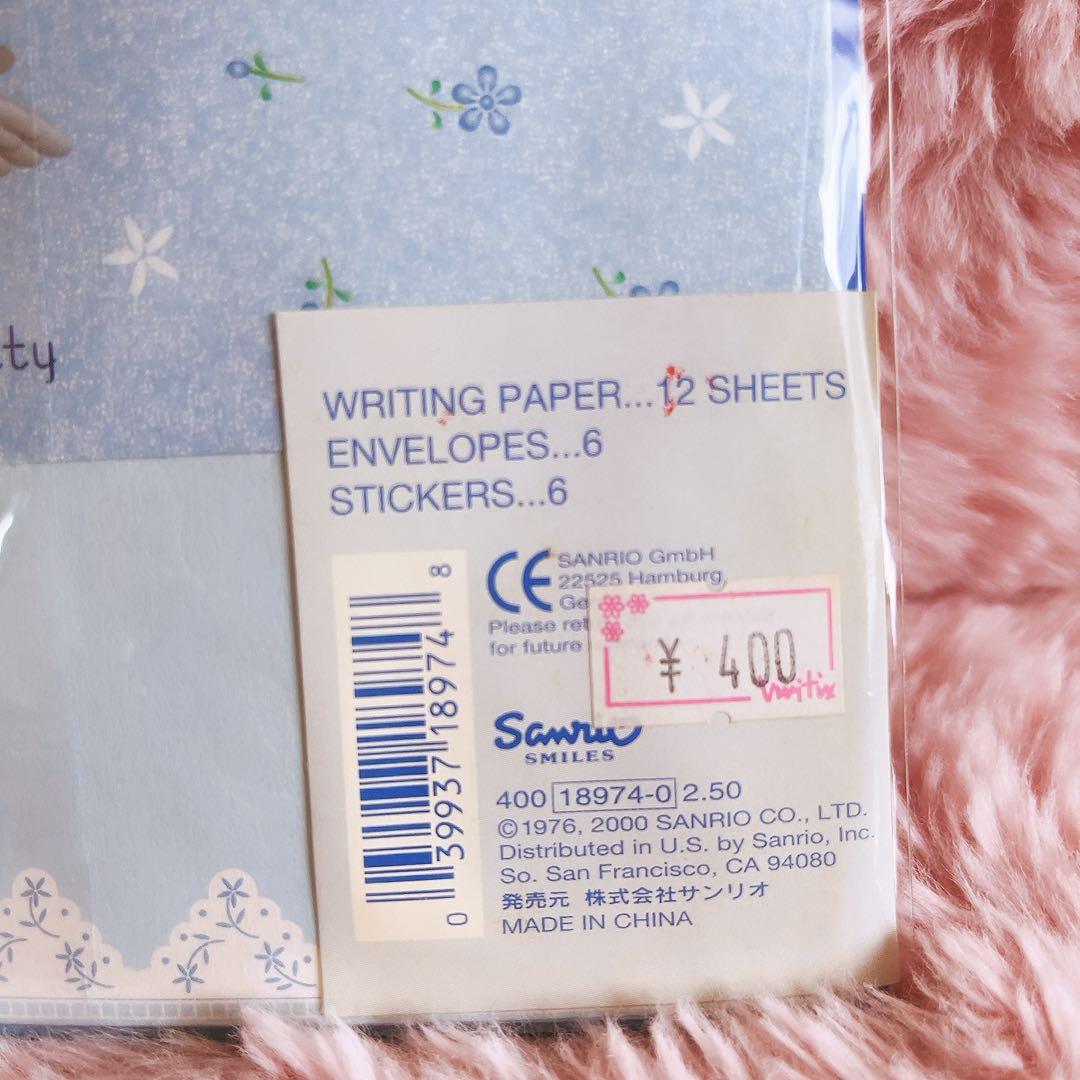 WRITING PAPER...12 SHEETS
ENVELOPES...6
STICKERS...6
CE
SANRIO GmbH
22525 Hamburg,
Please
for future
¥ 400
0 39937 18974 8
Sanrio
SMILES
400 18974-0 2.50
©1976, 2000 SANRIO CO., LTD.
Distributed in U.S. by Sanrio, Inc.
So. San Francisco, CA 94080
発売元 株式会社サンリオ
MADE IN CHINA